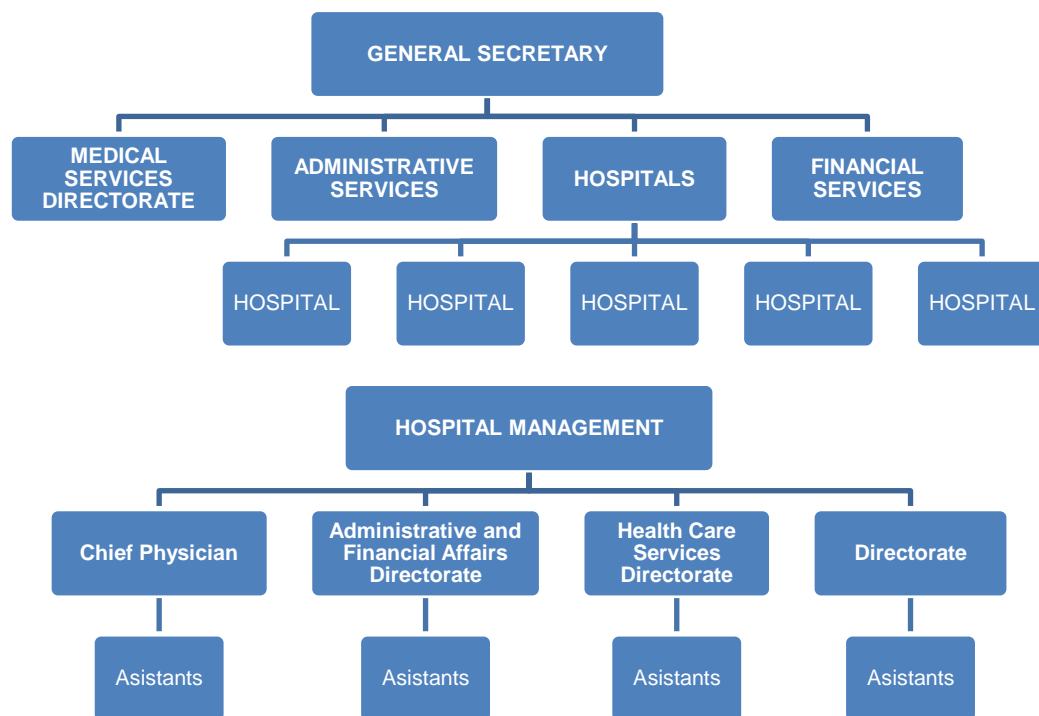 GENERAL SECRETARY
MEDICAL
SERVICES
DIRECTORATE
ADMINISTRATIVE
SERVICES
HOSPITALS
FINANCIAL
SERVICES
HOSPITAL
HOSPITAL
HOSPITAL
HOSPITAL
HOSPITAL
HOSPITAL MANAGEMENT
Chief Physician
Administrative and
Financial Affairs
Directorate
Health Care
Services
Directorate
Directorate
Asistants
Asistants
Asistants
Asistants